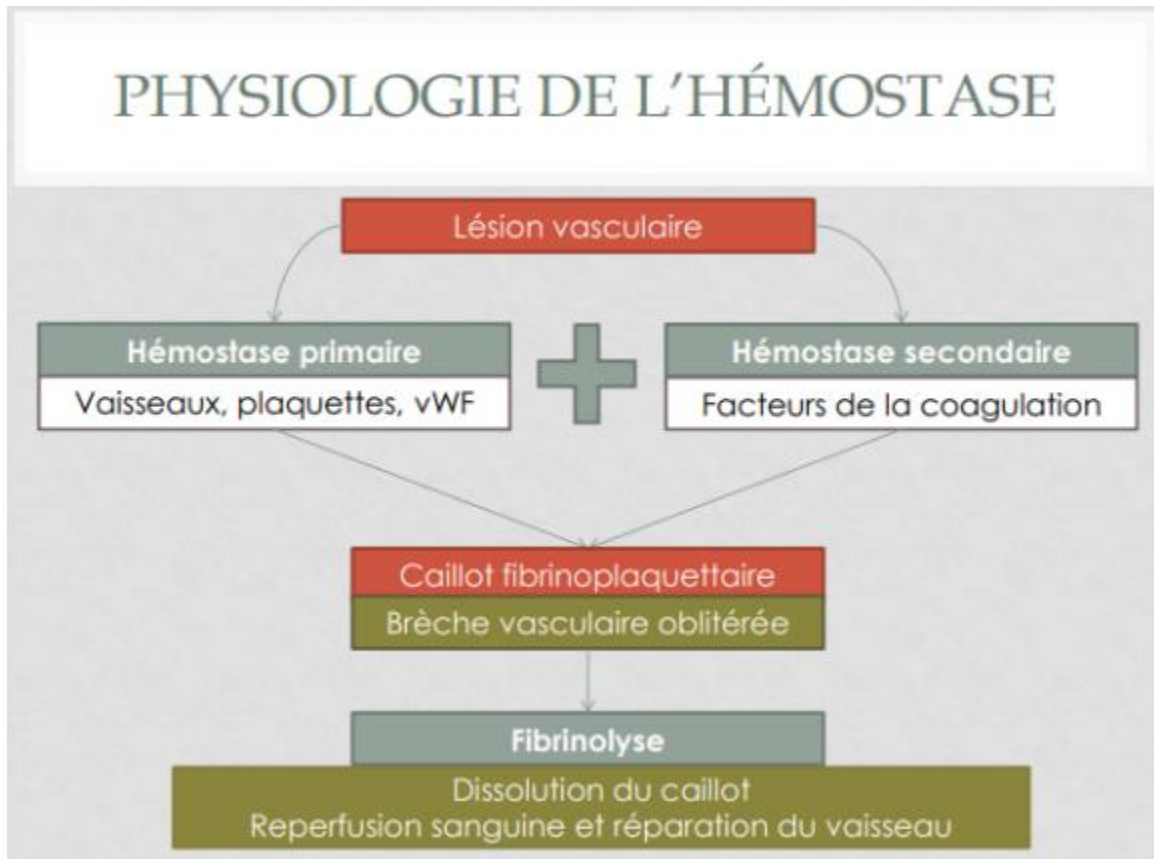 PHYSIOLOGIE DE L'HÉMOSTASE
Lésion vasculaire
Hémostase primaire
Vaisseaux, plaquettes, vWF
Hémostase secondaire
Facteurs de la coagulation
Caillot fibrinoplaquettaire
Brèche vasculaire oblitérée
Fibrinolyse
Dissolution du caillot
Reperfusion sanguine et réparation du vaisseau